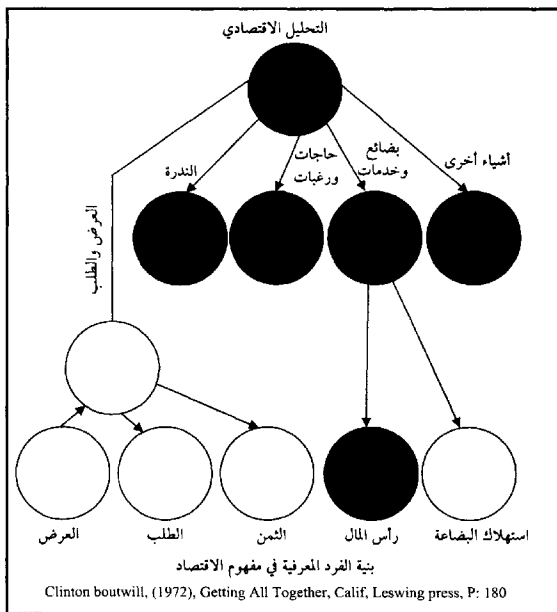 التحليل الاقتصادي
أشياء أخرى
بضائع
وخدمات
حاجات
ورغبات
الندرة
العرض والطلب
العرض
الطلب
الثمن
رأس المال
استهلاك البضاعة
بنية الفرد المعرفية في مفهوم الاقتصاد
Clinton boutwill, (1972), Getting All Together, Calif, Leswing press, P: 180